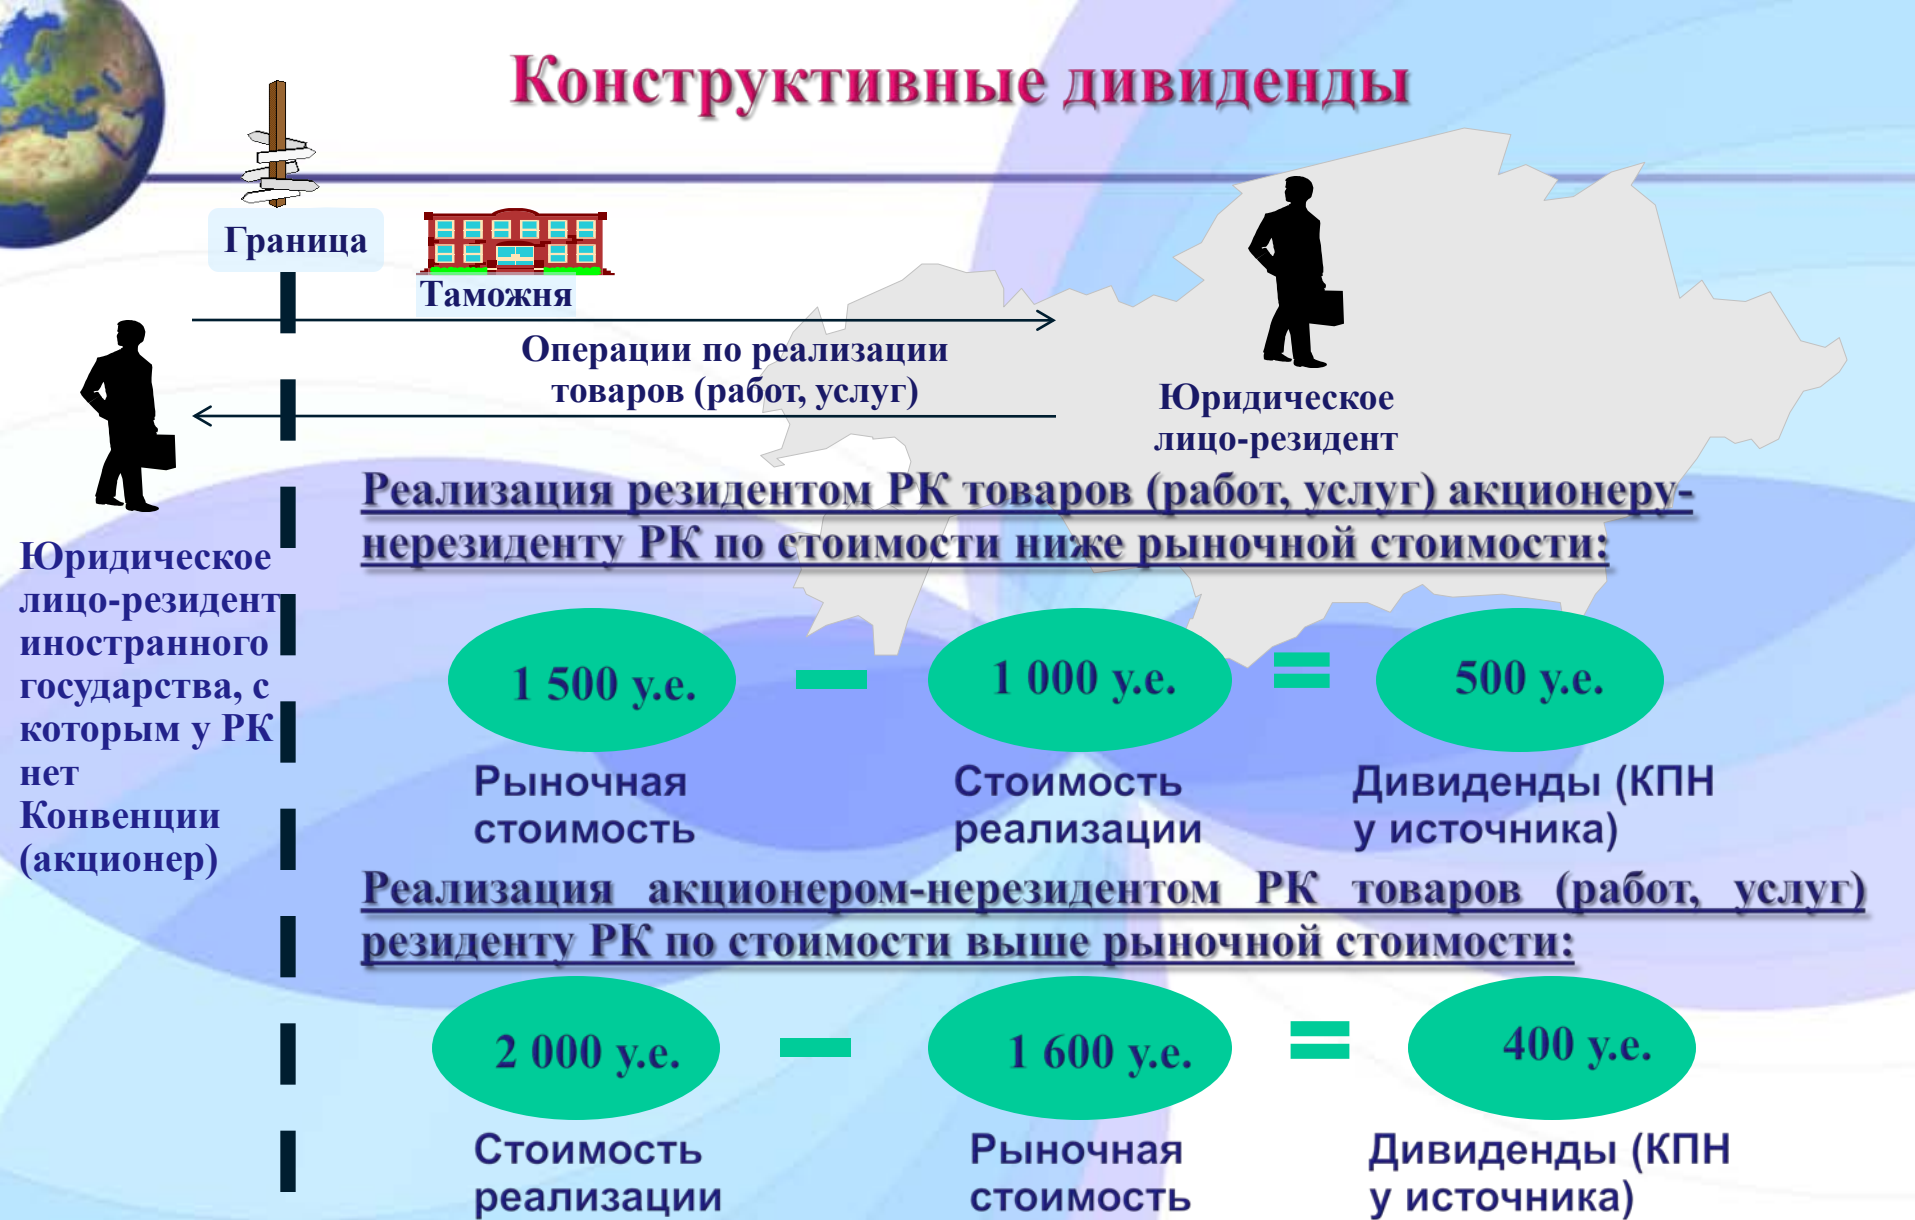 Конструктивные дивиденды
Граница
Таможня
Операции по реализации
товаров (работ, услуг)
Юридическое
лицо-резидент
Юридическое
лицо-резидент
иностранного
государства, с
которым у РК
нет
Конвенции
(акционер)
Реализация резидентом РК товаров (работ, услуг) акционеру-
нерезиденту РК по стоимости ниже рыночной стоимости:
1 500 у.е. – 1 000 у.е. = 500 у.е.
Рыночная
стоимость
Стоимость
реализации
Дивиденды (КПН
у источника)
Реализация акционером-нерезидентом РК товаров (работ, услуг)
резиденту РК по стоимости выше рыночной стоимости:
2 000 у.е. – 1 600 у.е. = 400 у.е.
Стоимость
реализации
Рыночная
стоимость
Дивиденды (КПН
у источника)